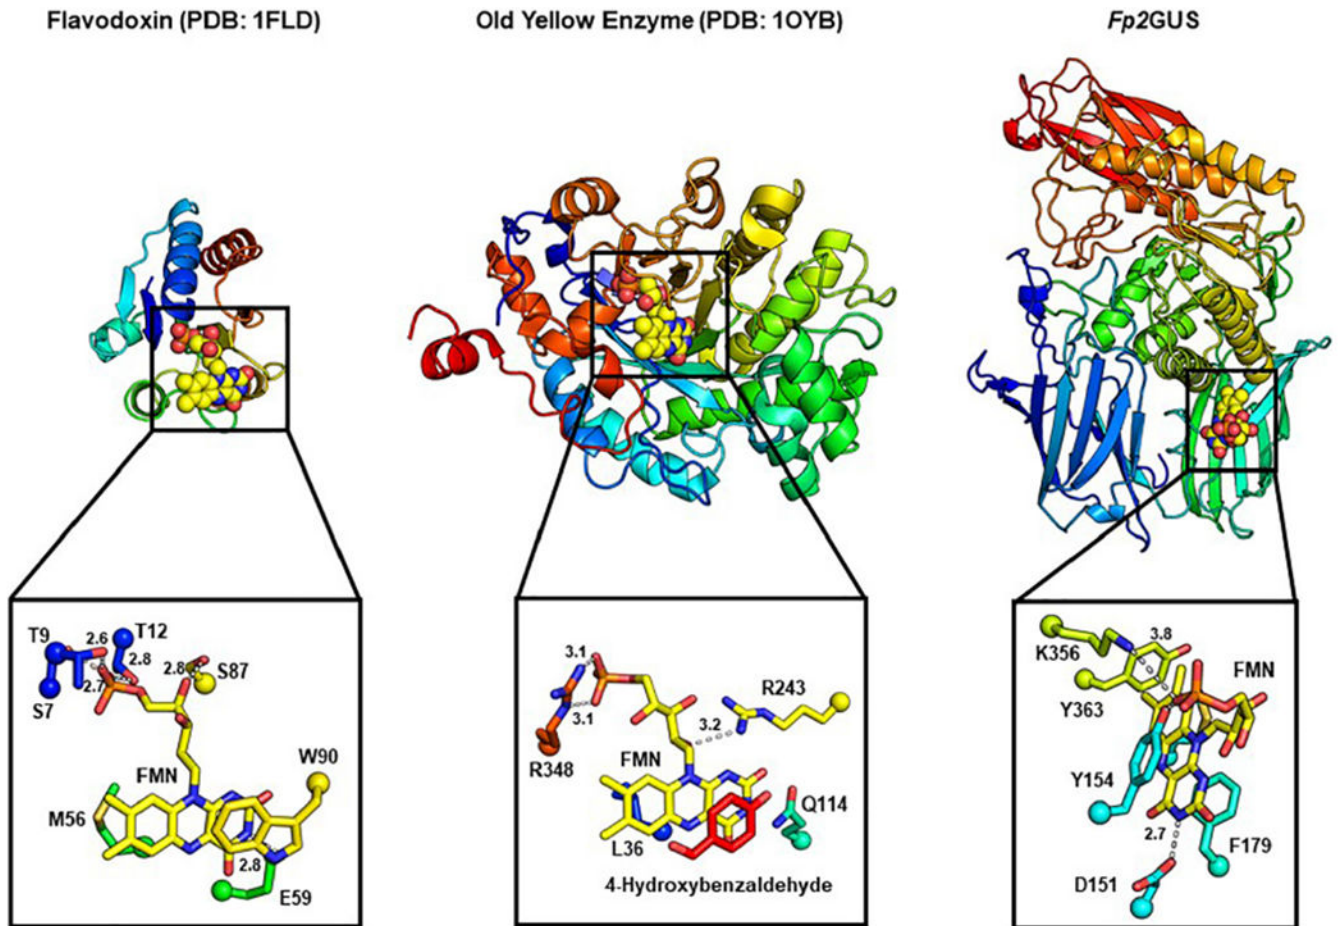 Flavodoxin (PDB: 1FLD)
Old Yellow Enzyme (PDB: 1OYB)
Fp2GUS
T9
2.6
T12
2.8
2.8
S87
2.7
S7
FMN
W90
M56
2.8
E59
3.1
R243
3.1
3.2
R348
FMN
Q114
L36
4-Hydroxybenzaldehyde
3.8
K356
FMN
Y363
Y154
2.7
F179
D151